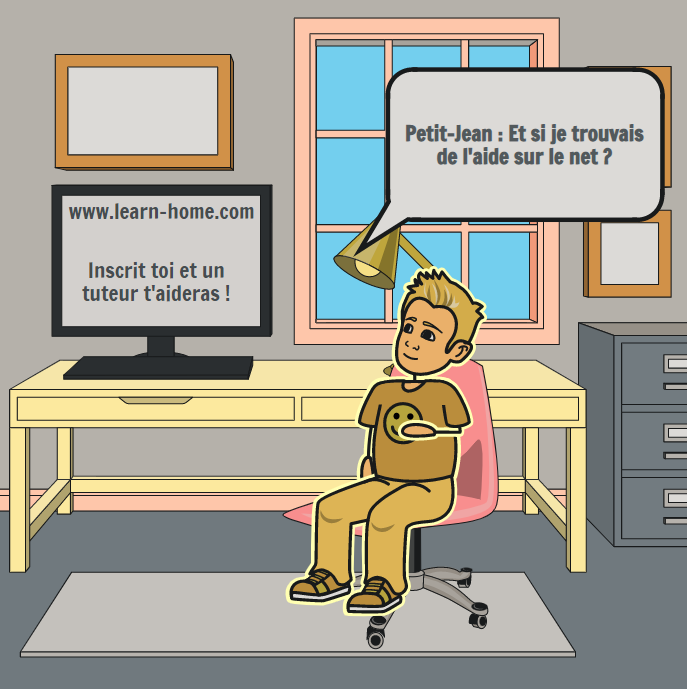 Petit-Jean : Et si je trouvais
de l'aide sur le net ?
www.learn-home.com
Inscrit toi et un
tuteur t'aideras !